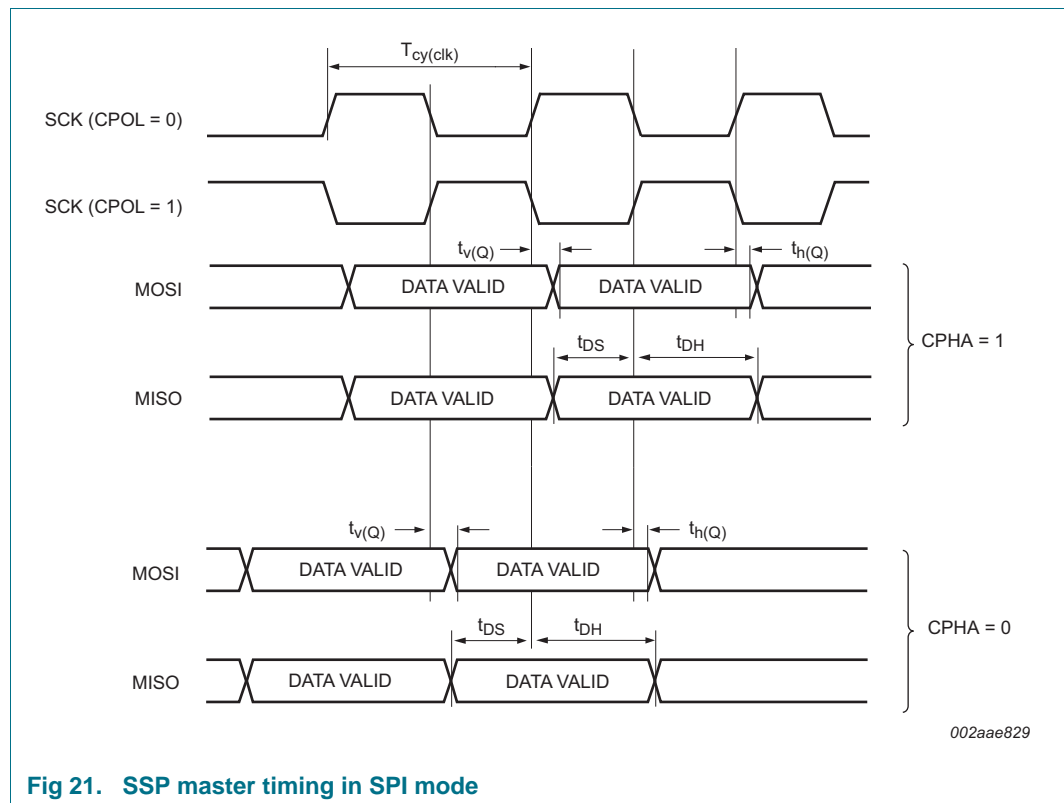 Tcy(clk)
SCK (CPOL = 0)
SCK (CPOL = 1)
tv(Q)
th(Q)
MOSI
DATA VALID
DATA VALID
tDS
tDH
CPHA = 1
MISO
DATA VALID
DATA VALID
tv(Q)
th(Q)
MOSI
DATA VALID
DATA VALID
tDS
tDH
CPHA = 0
MISO
DATA VALID
DATA VALID
002aae829
Fig 21. SSP master timing in SPI mode